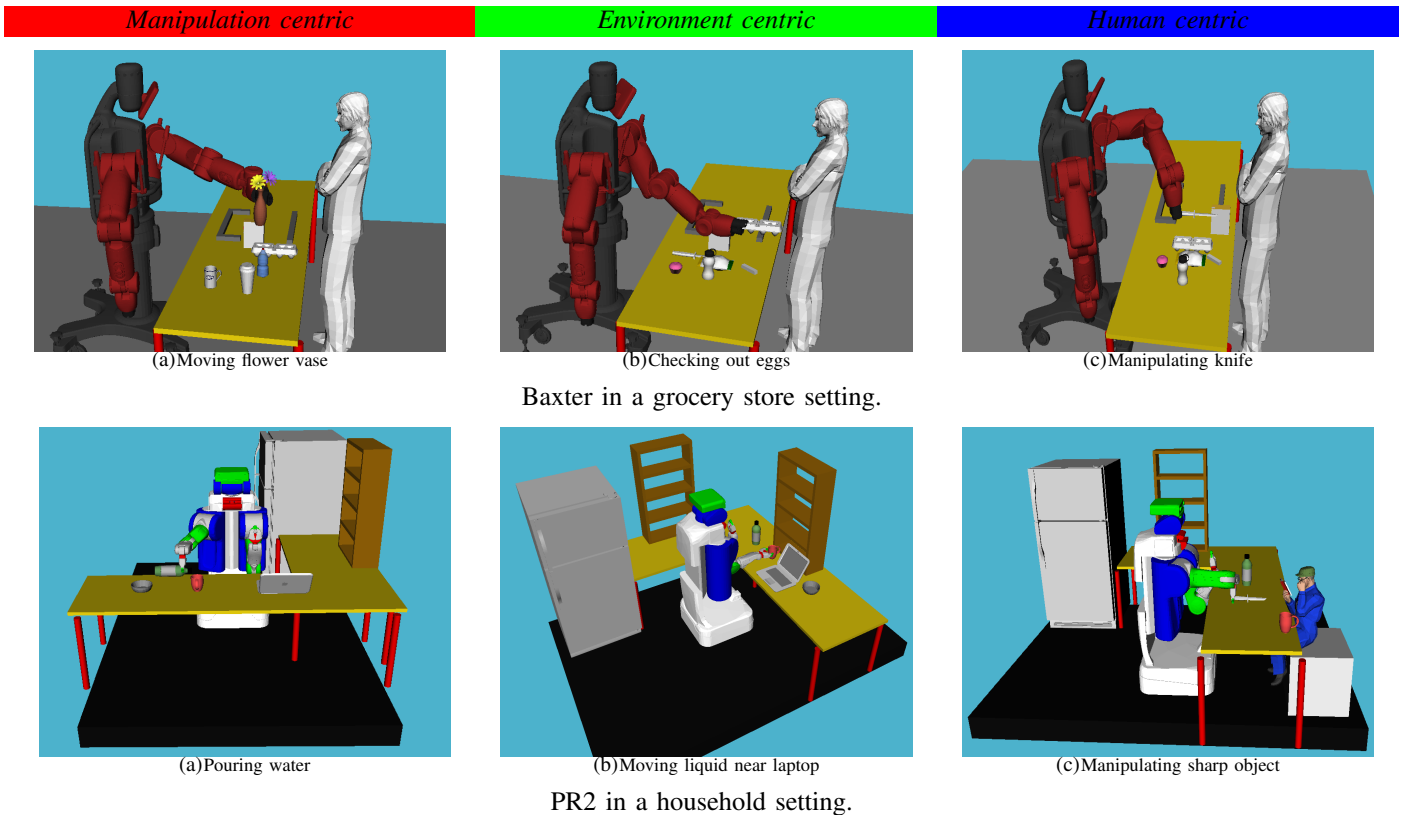 Manipulation centric
Environment centric
Human centric
(a)Moving flower vase
(b)Checking out eggs
(c)Manipulating knife
Baxter in a grocery store setting.
(a)Pouring water
(b)Moving liquid near laptop
(c)Manipulating sharp object
PR2 in a household setting.